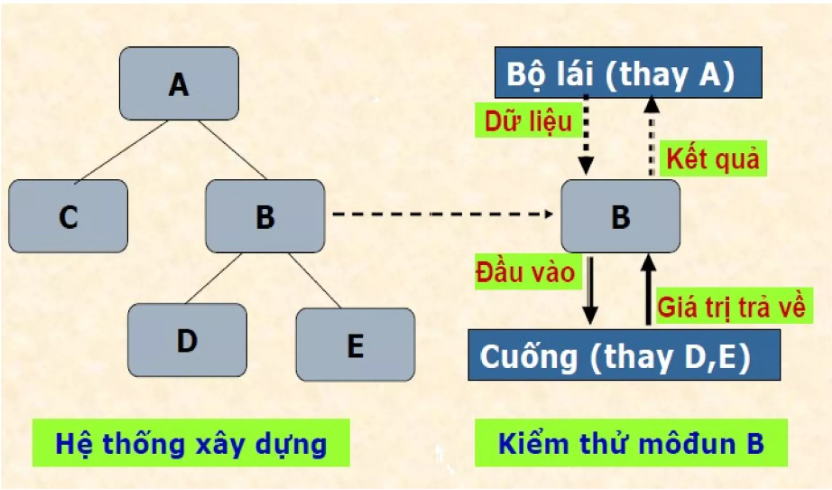 A
C
B
D
E
Hệ thống xây dựng
Bộ lái (thay A)
Dữ liệu
Kết quả
B
Đầu vào
Giá trị trả về
Cuống (thay D,E)
Kiểm thử môđun B